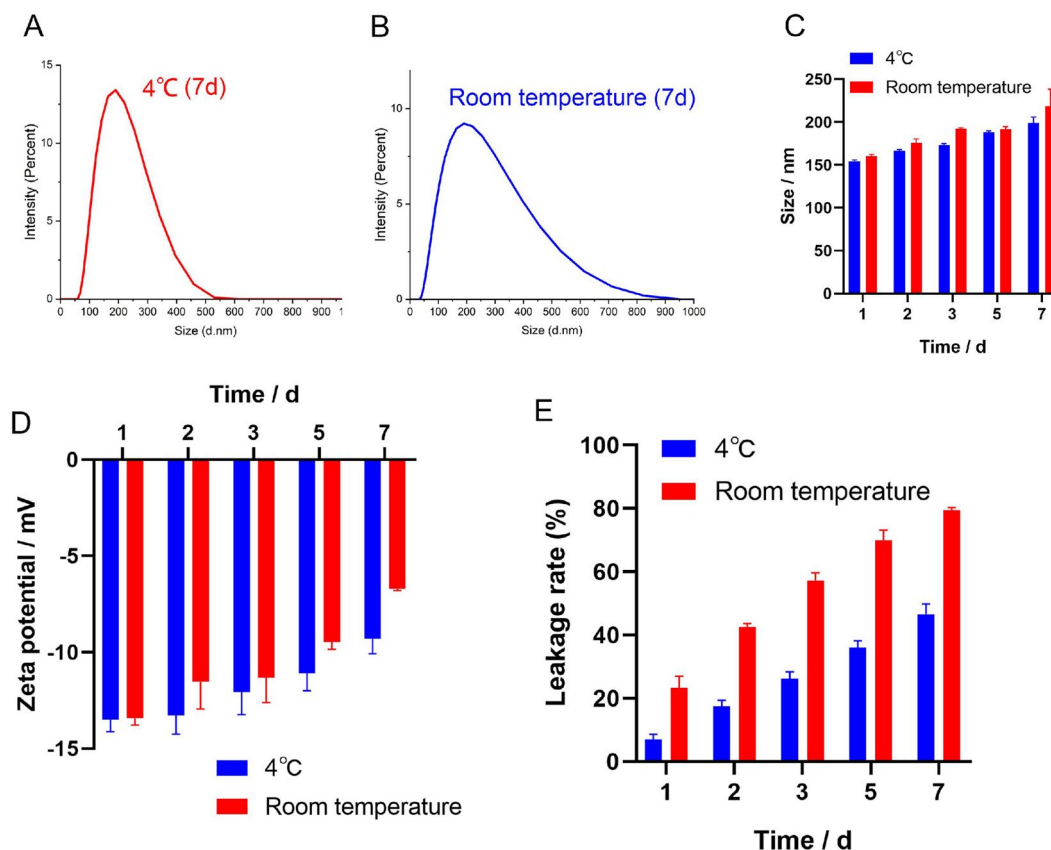 A
15
10
5
0
Intensity (Percent)
4℃ (7d)
0 100 200 300 400 500 600 700 800 900 1
Size (d.nm)
B
10
5
0
Intensity (Percent)
Room temperature (7d)
0 100 200 300 400 500 600 700 800 900 1000
Size (d.nm)
C
4℃
Room temperature
250
200
150
100
50
0
Size / nm
1 2 3 5 7
Time / d
D
Time / d
1 2 3 5 7
0
-5
-10
-15
Zeta potential / mV
4℃
Room temperature
E
4℃
Room temperature
100
80
60
40
20
0
Leakage rate (%)
1 2 3 5 7
Time / d